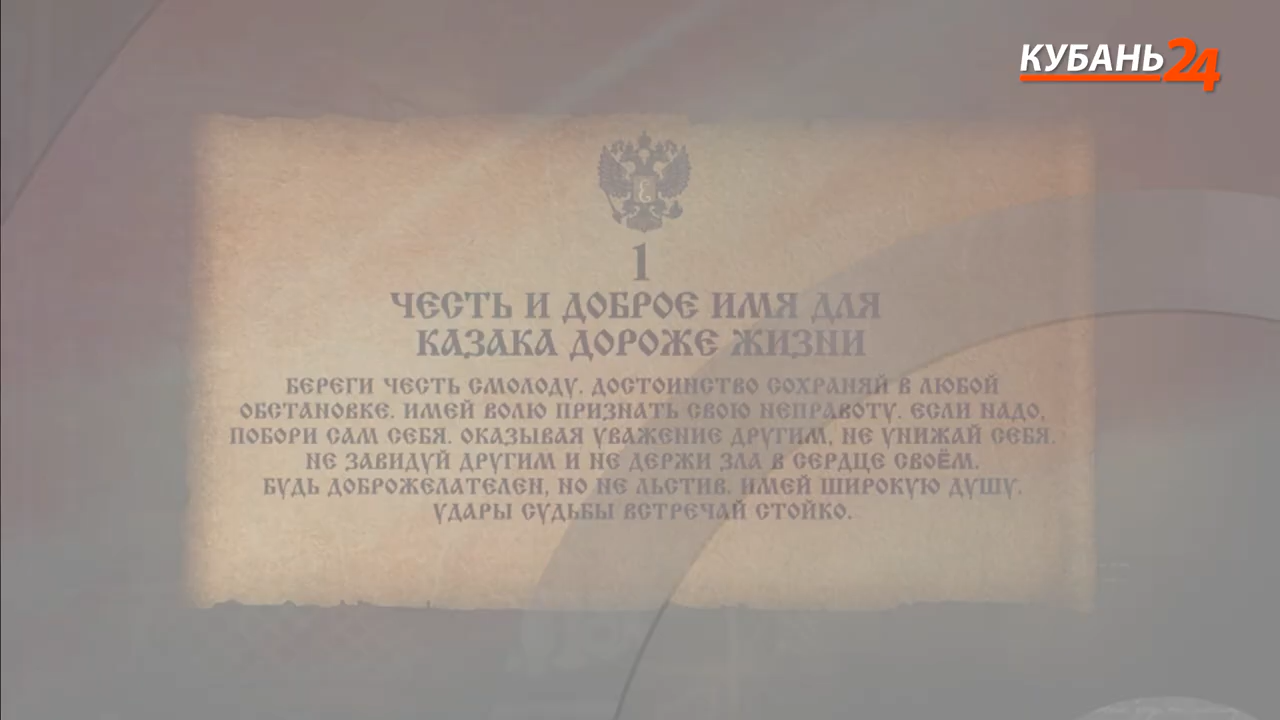 КУБАНЬ 24
1
ЧЕСТЬ И ДОБРОЕ ИМЯ ДЛЯ
КАЗАКА ДОРОЖЕ ЖИЗНИ
БЕРЕГИ ЧЕСТЬ СМОЛОДУ. ДОСТОИНСТВО СОХРАНЯЙ В ЛЮБОЙ
ОБСТАНОВКЕ. ИМЕЙ ВОЛЮ ПРИЗНАТЬ СВОЮ НЕПРАВОТУ. ЕСЛИ НАДО,
ПОБОРИ САМ СЕБЯ. ОКАЗЫВАЯ УВАЖЕНИЕ ДРУГИМ, НЕ УНИЖАЙ СЕБЯ.
НЕ ЗАВИДУЙ ДРУГИМ И НЕ ДЕРЖИ ЗЛА В СЕРДЦЕ СВОЁМ.
БУДЬ ДОБРОЖЕЛАТЕЛЕН, НО НЕ ЛЬСТИВ. ИМЕЙ ШИРОКУЮ ДУШУ.
УДАРЫ СУДЬБЫ ВСТРЕЧАЙ СТОЙКО.